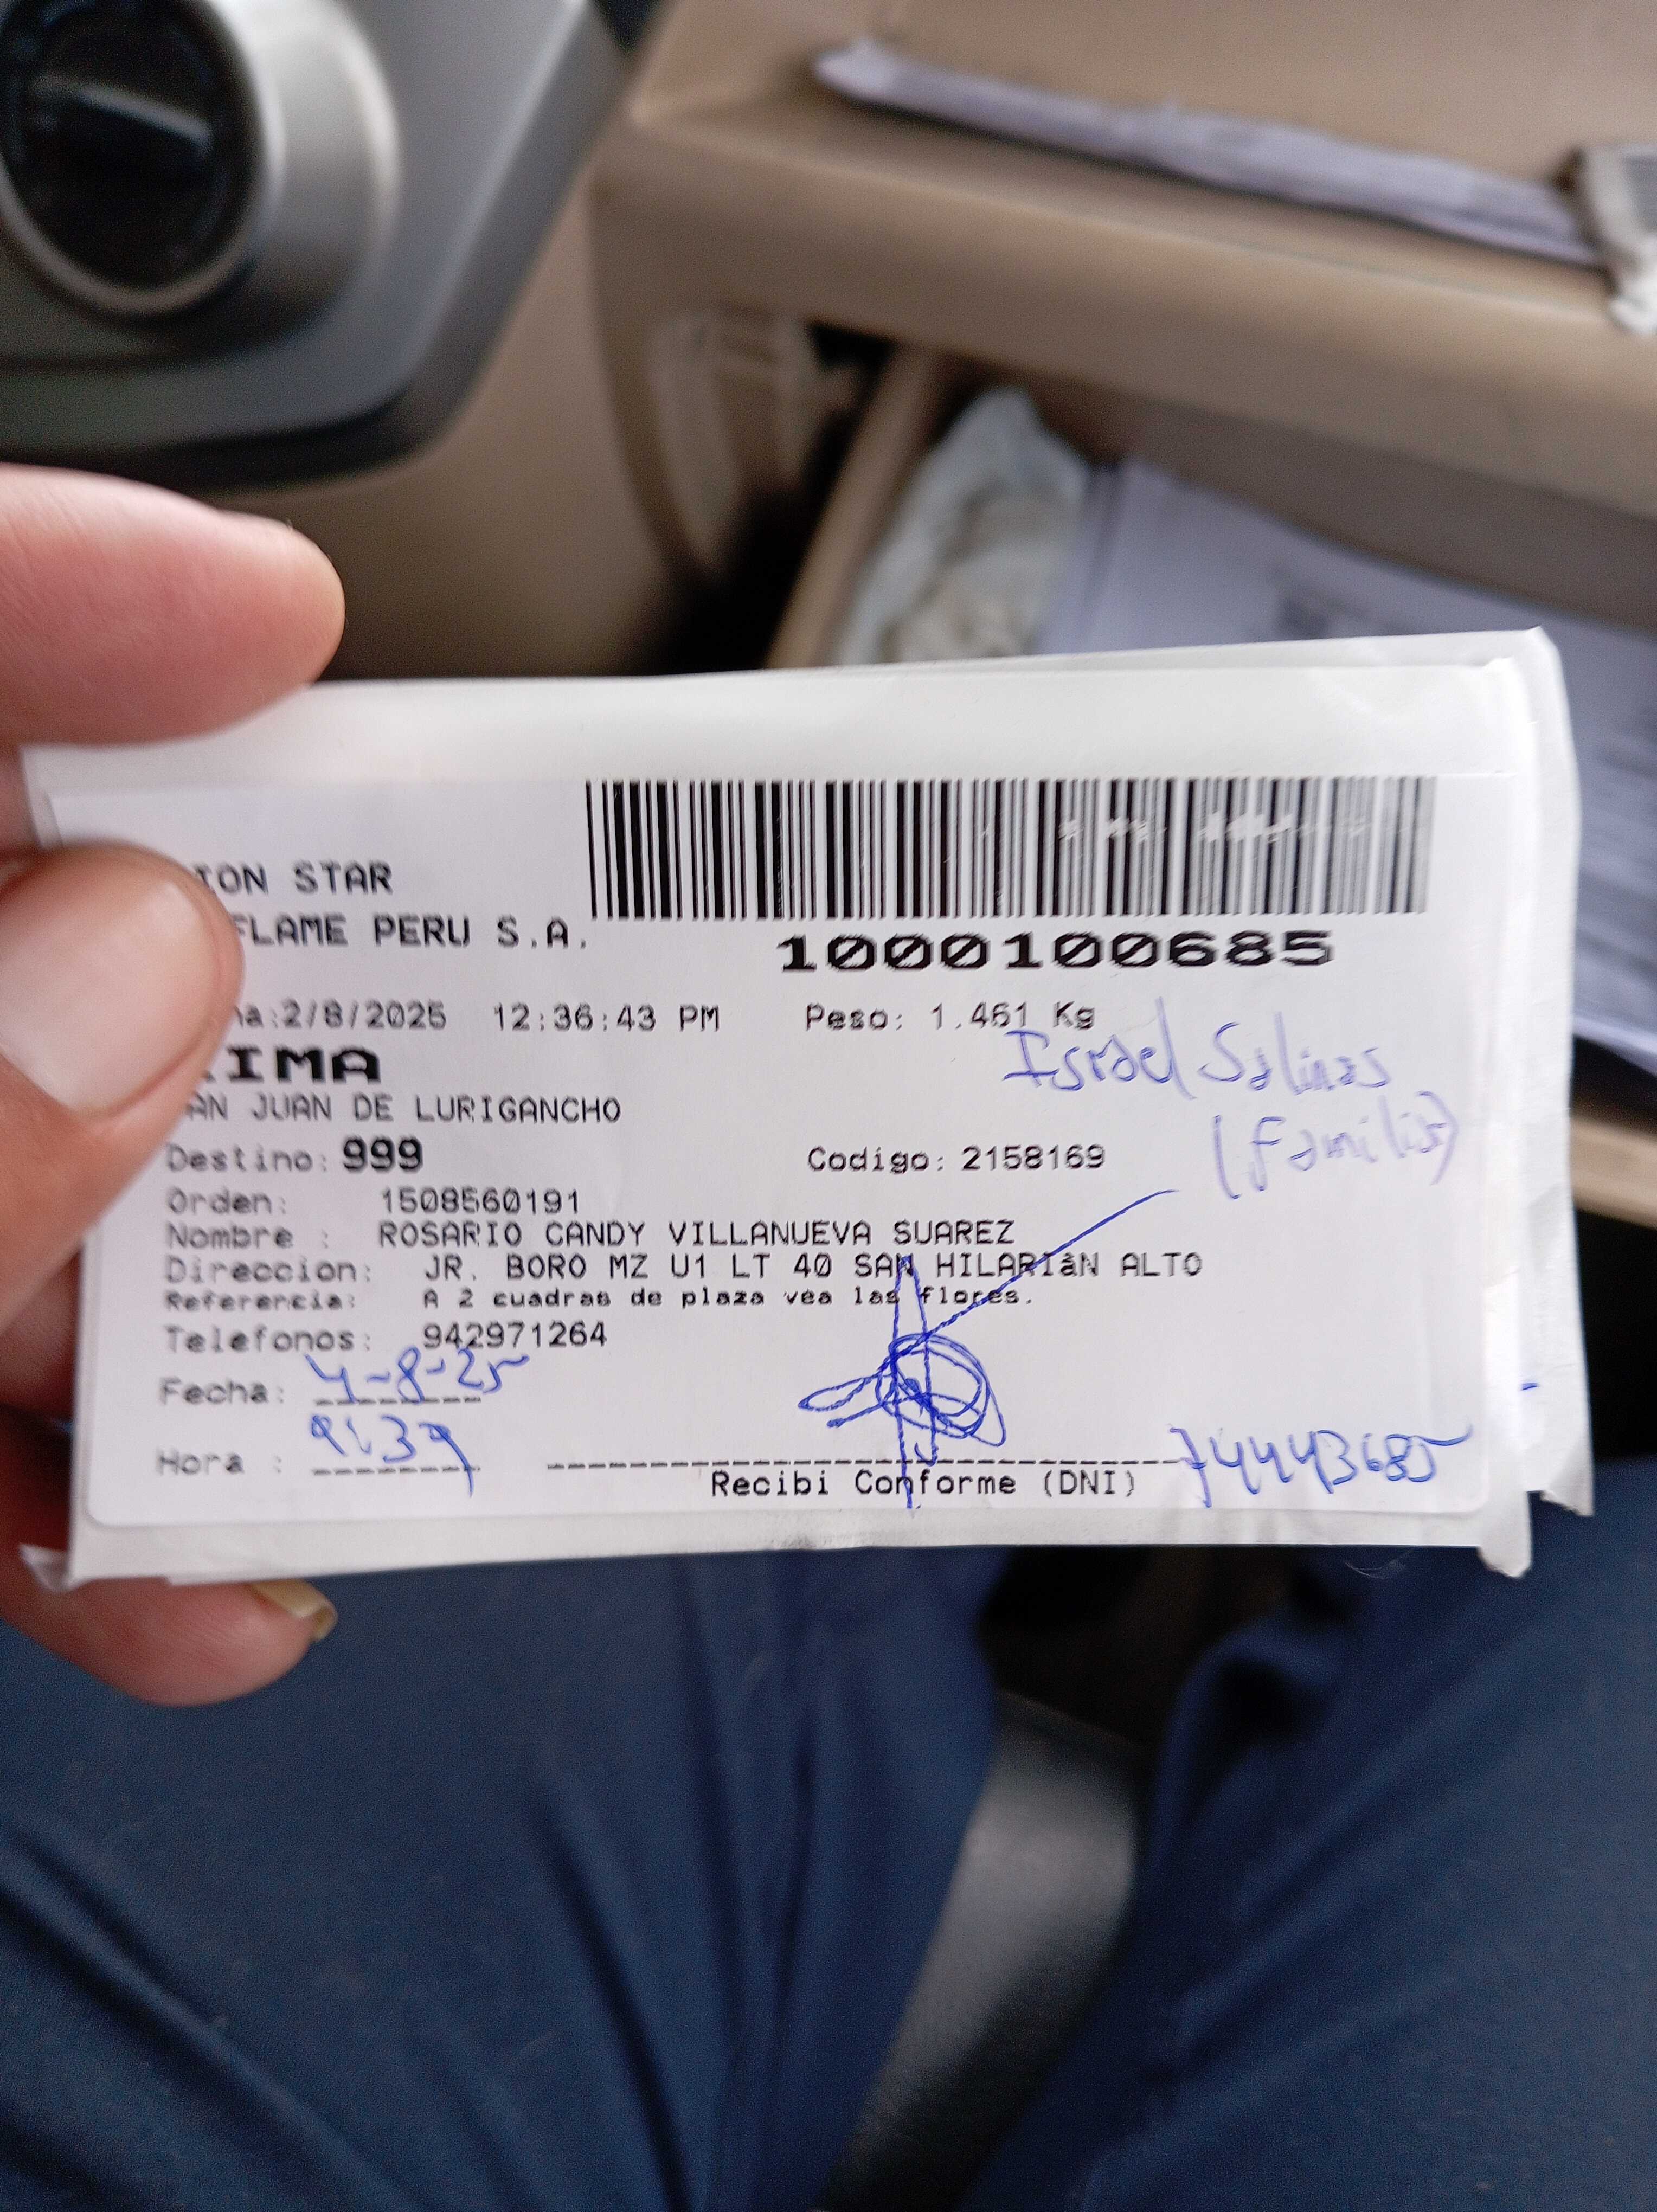 ION STAR
FLAME PERU S.A.
1000100685
ha:2/8/2025 12:36:43 PM Peso: 1.461 Kg
IMA
Israel Salinas
AN JUAN DE LURIGANCHO
(Familia)
Destino: 999 Codigo: 2158169
Orden: 1508560191
Nombre : ROSARIO CANDY VILLANUEVA SUAREZ
Direccion: JR. BORO MZ U1 LT 40 SAN HILARIàN ALTO
Referencia: A 2 cuadras de plaza vea las flores.
Telefonos: 942971264
Fecha: 4-8-25
Hora : 9:39
74443685
Recibi Conforme (DNI)